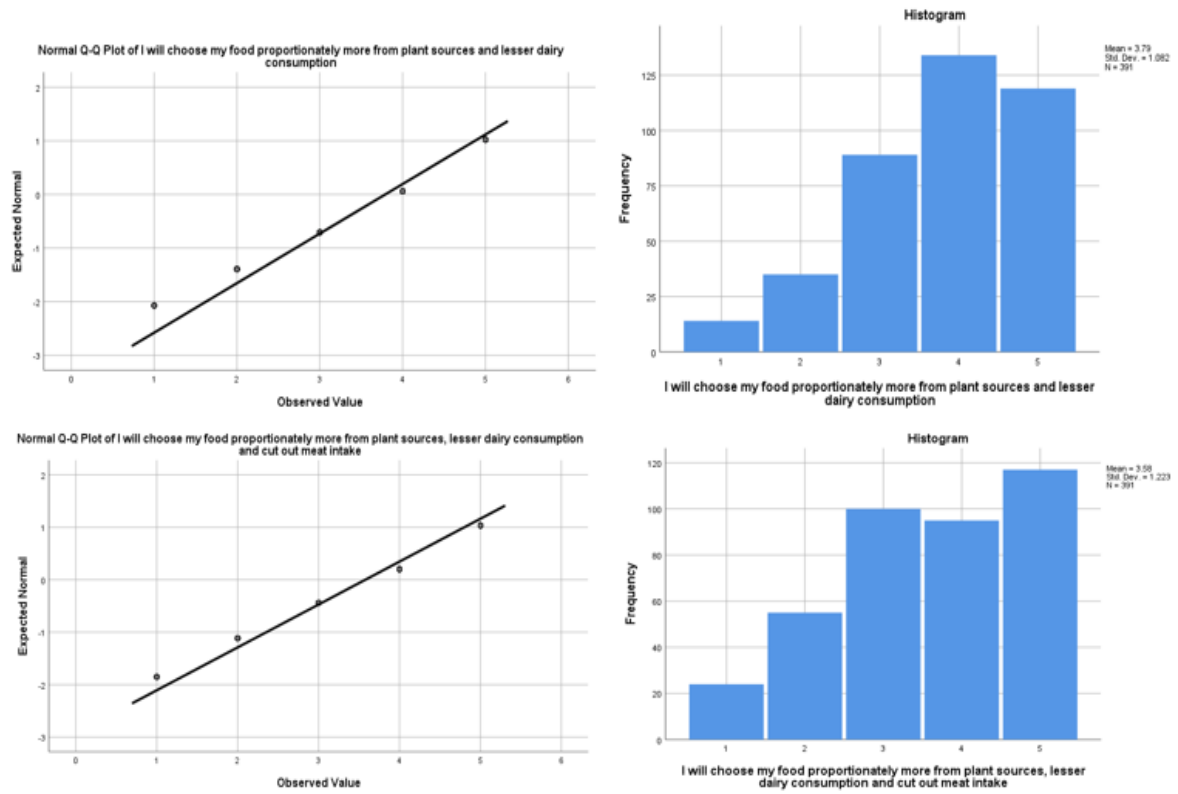 Normal Q-Q Plot of I will choose my food proportionately more from plant sources and lesser dairy
consumption
2
1
0
-1
-2
-3
0 1 2 3 4 5 6
Expected Normal
Observed Value
Histogram
Mean = 3.79
Std. Dev. = 1.082
N = 391
125
100
75
50
25
0
1 2 3 4 5
Frequency
I will choose my food proportionately more from plant sources and lesser
dairy consumption
Normal Q-Q Plot of I will choose my food proportionately more from plant sources, lesser dairy consumption
and cut out meat intake
2
1
0
-1
-2
-3
0 1 2 3 4 5 6
Expected Normal
Observed Value
Histogram
Mean = 3.58
Std. Dev. = 1.223
N = 391
120
100
80
60
40
20
0
1 2 3 4 5
Frequency
I will choose my food proportionately more from plant sources, lesser
dairy consumption and cut out meat intake